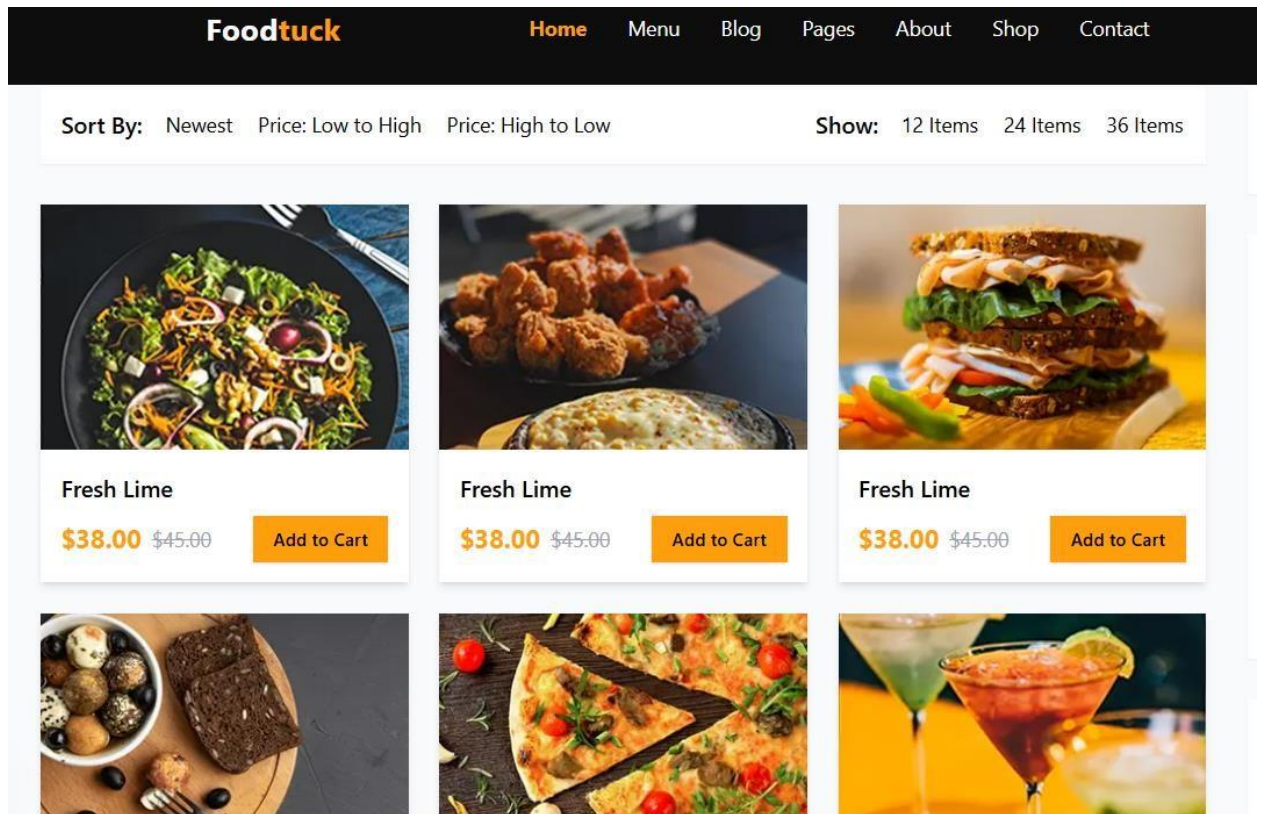 Foodtuck Home Menu Blog Pages About Shop Contact
Sort By: Newest Price: Low to High Price: High to Low Show: 12 Items 24 Items 36 Items
Fresh Lime
$38.00 $45.00 Add to Cart
Fresh Lime
$38.00 $45.00 Add to Cart
Fresh Lime
$38.00 $45.00 Add to Cart